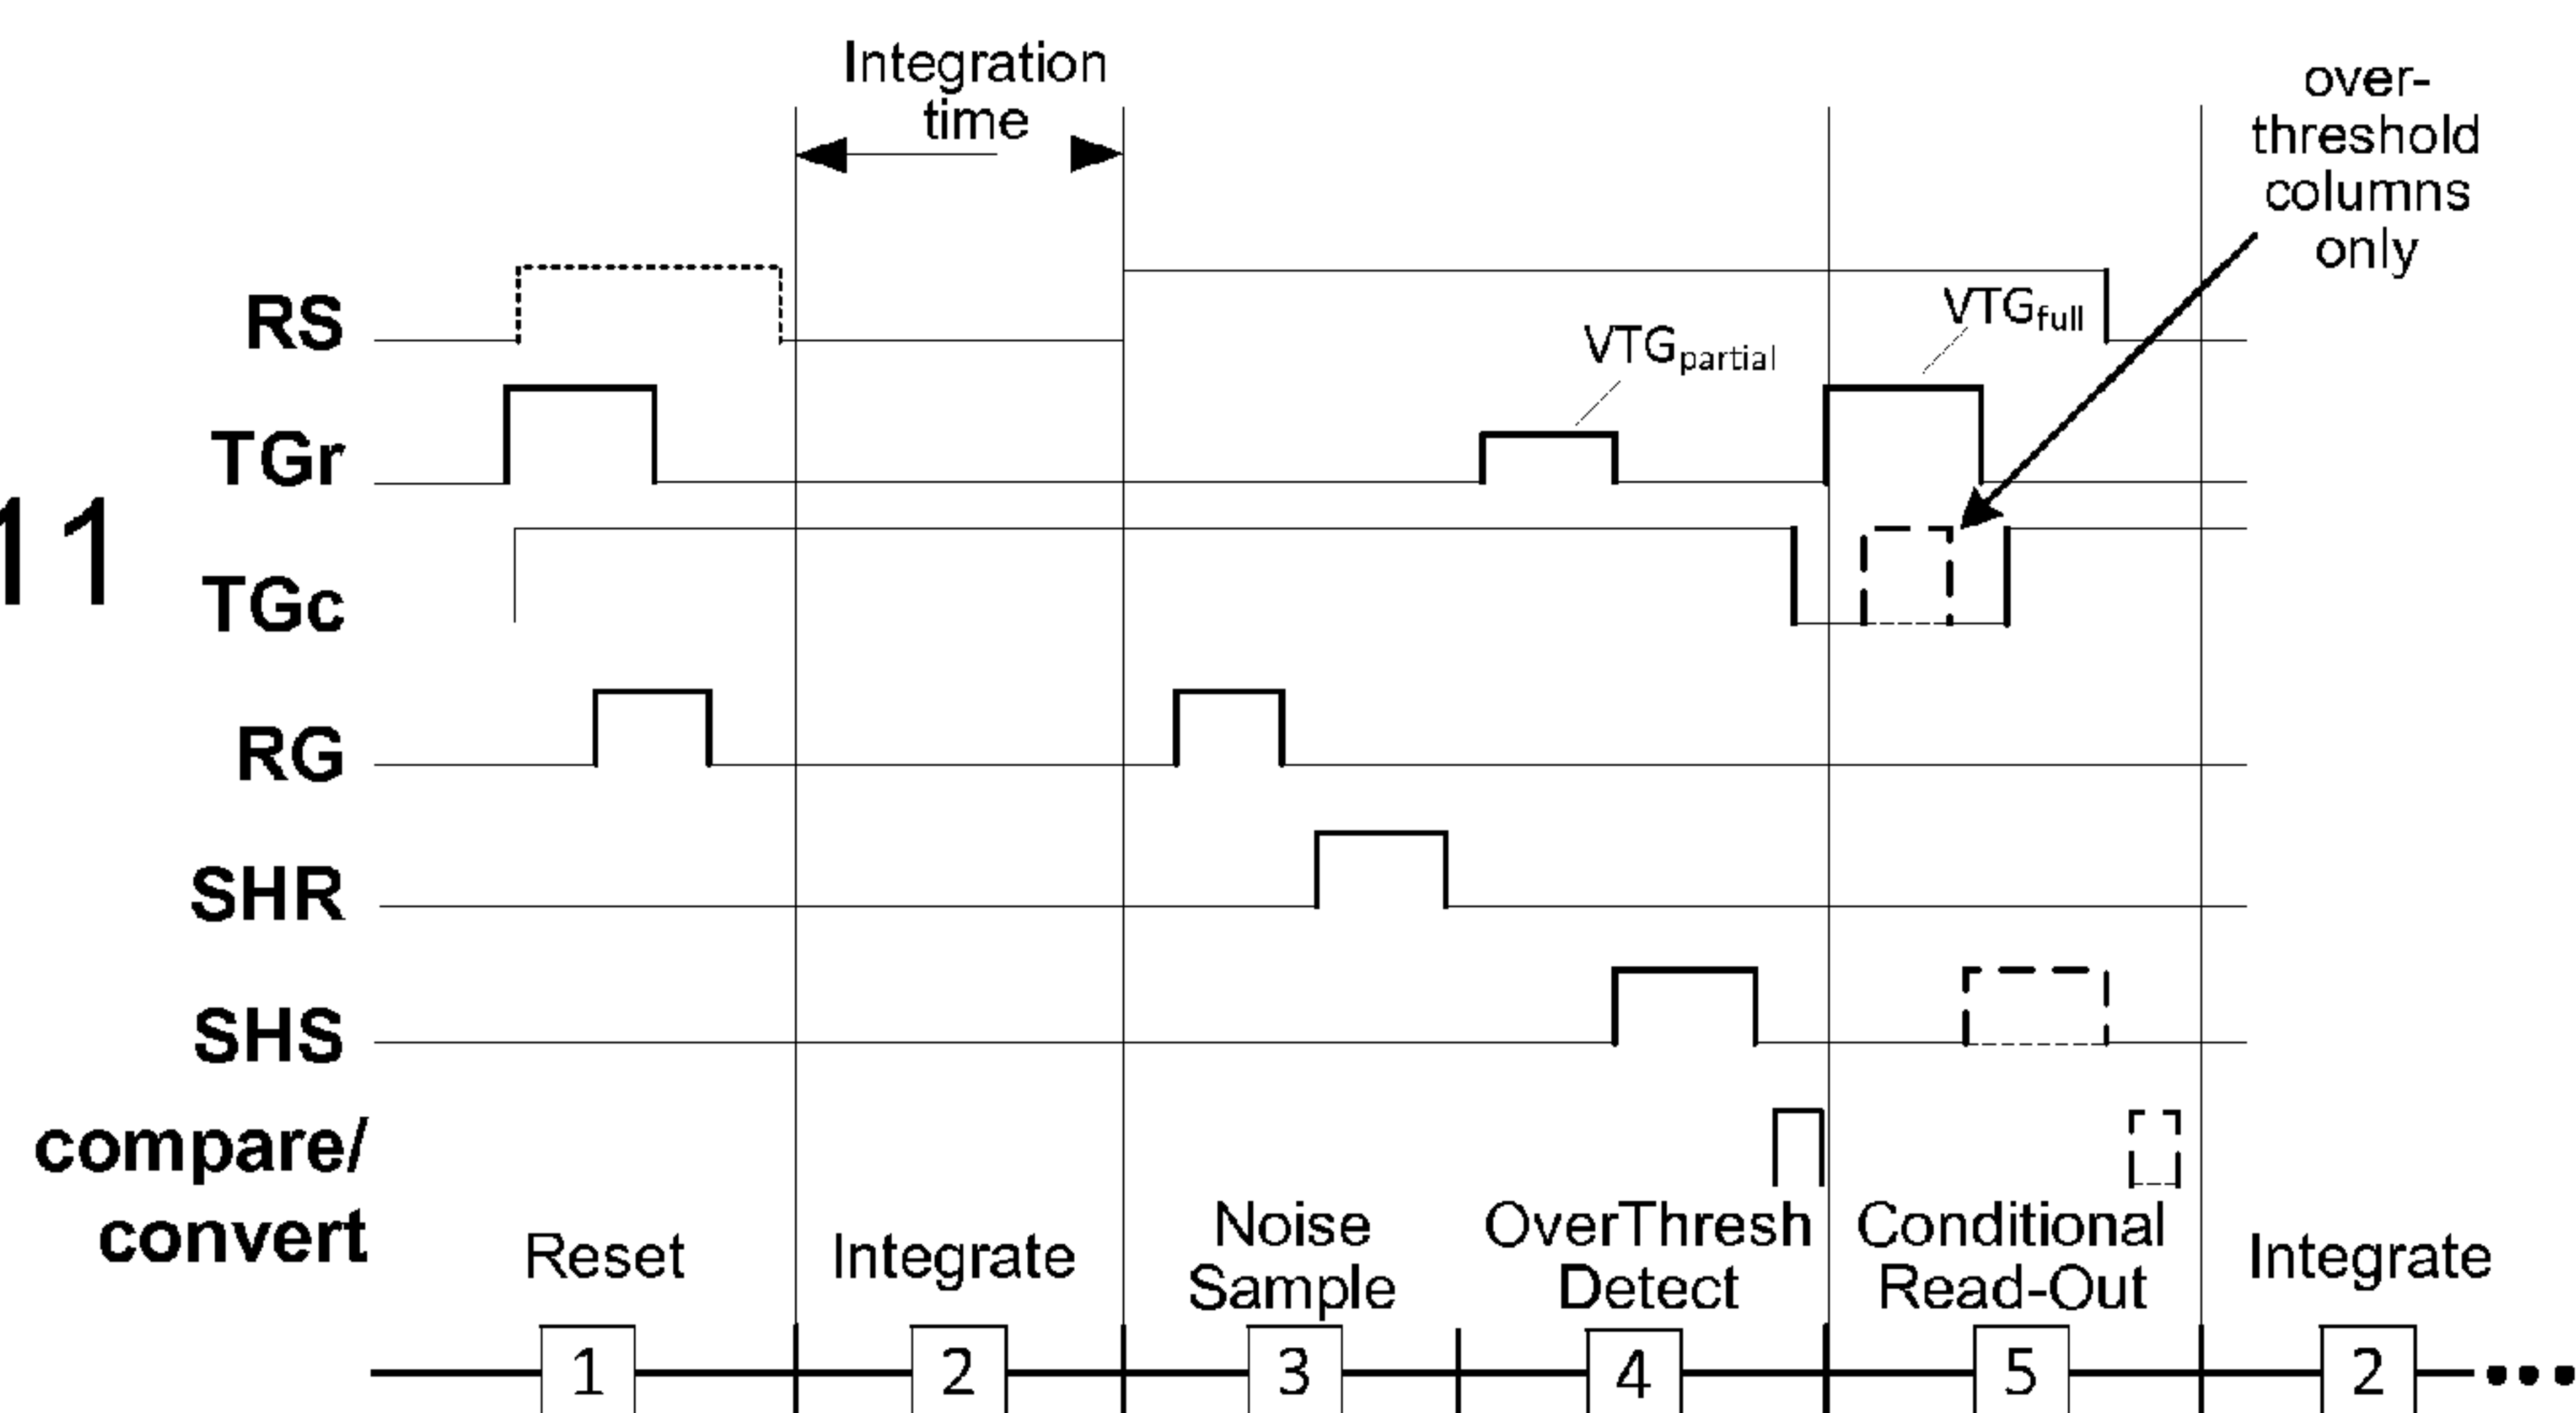 Integration
time
over-
threshold
columns
only
RS
VTGpartial
VTGfull
TGr
11
TGc
RG
SHR
SHS
compare/
convert
Reset
Integrate
Noise
Sample
OverThresh
Detect
Conditional
Read-Out
Integrate
1
2
3
4
5
2